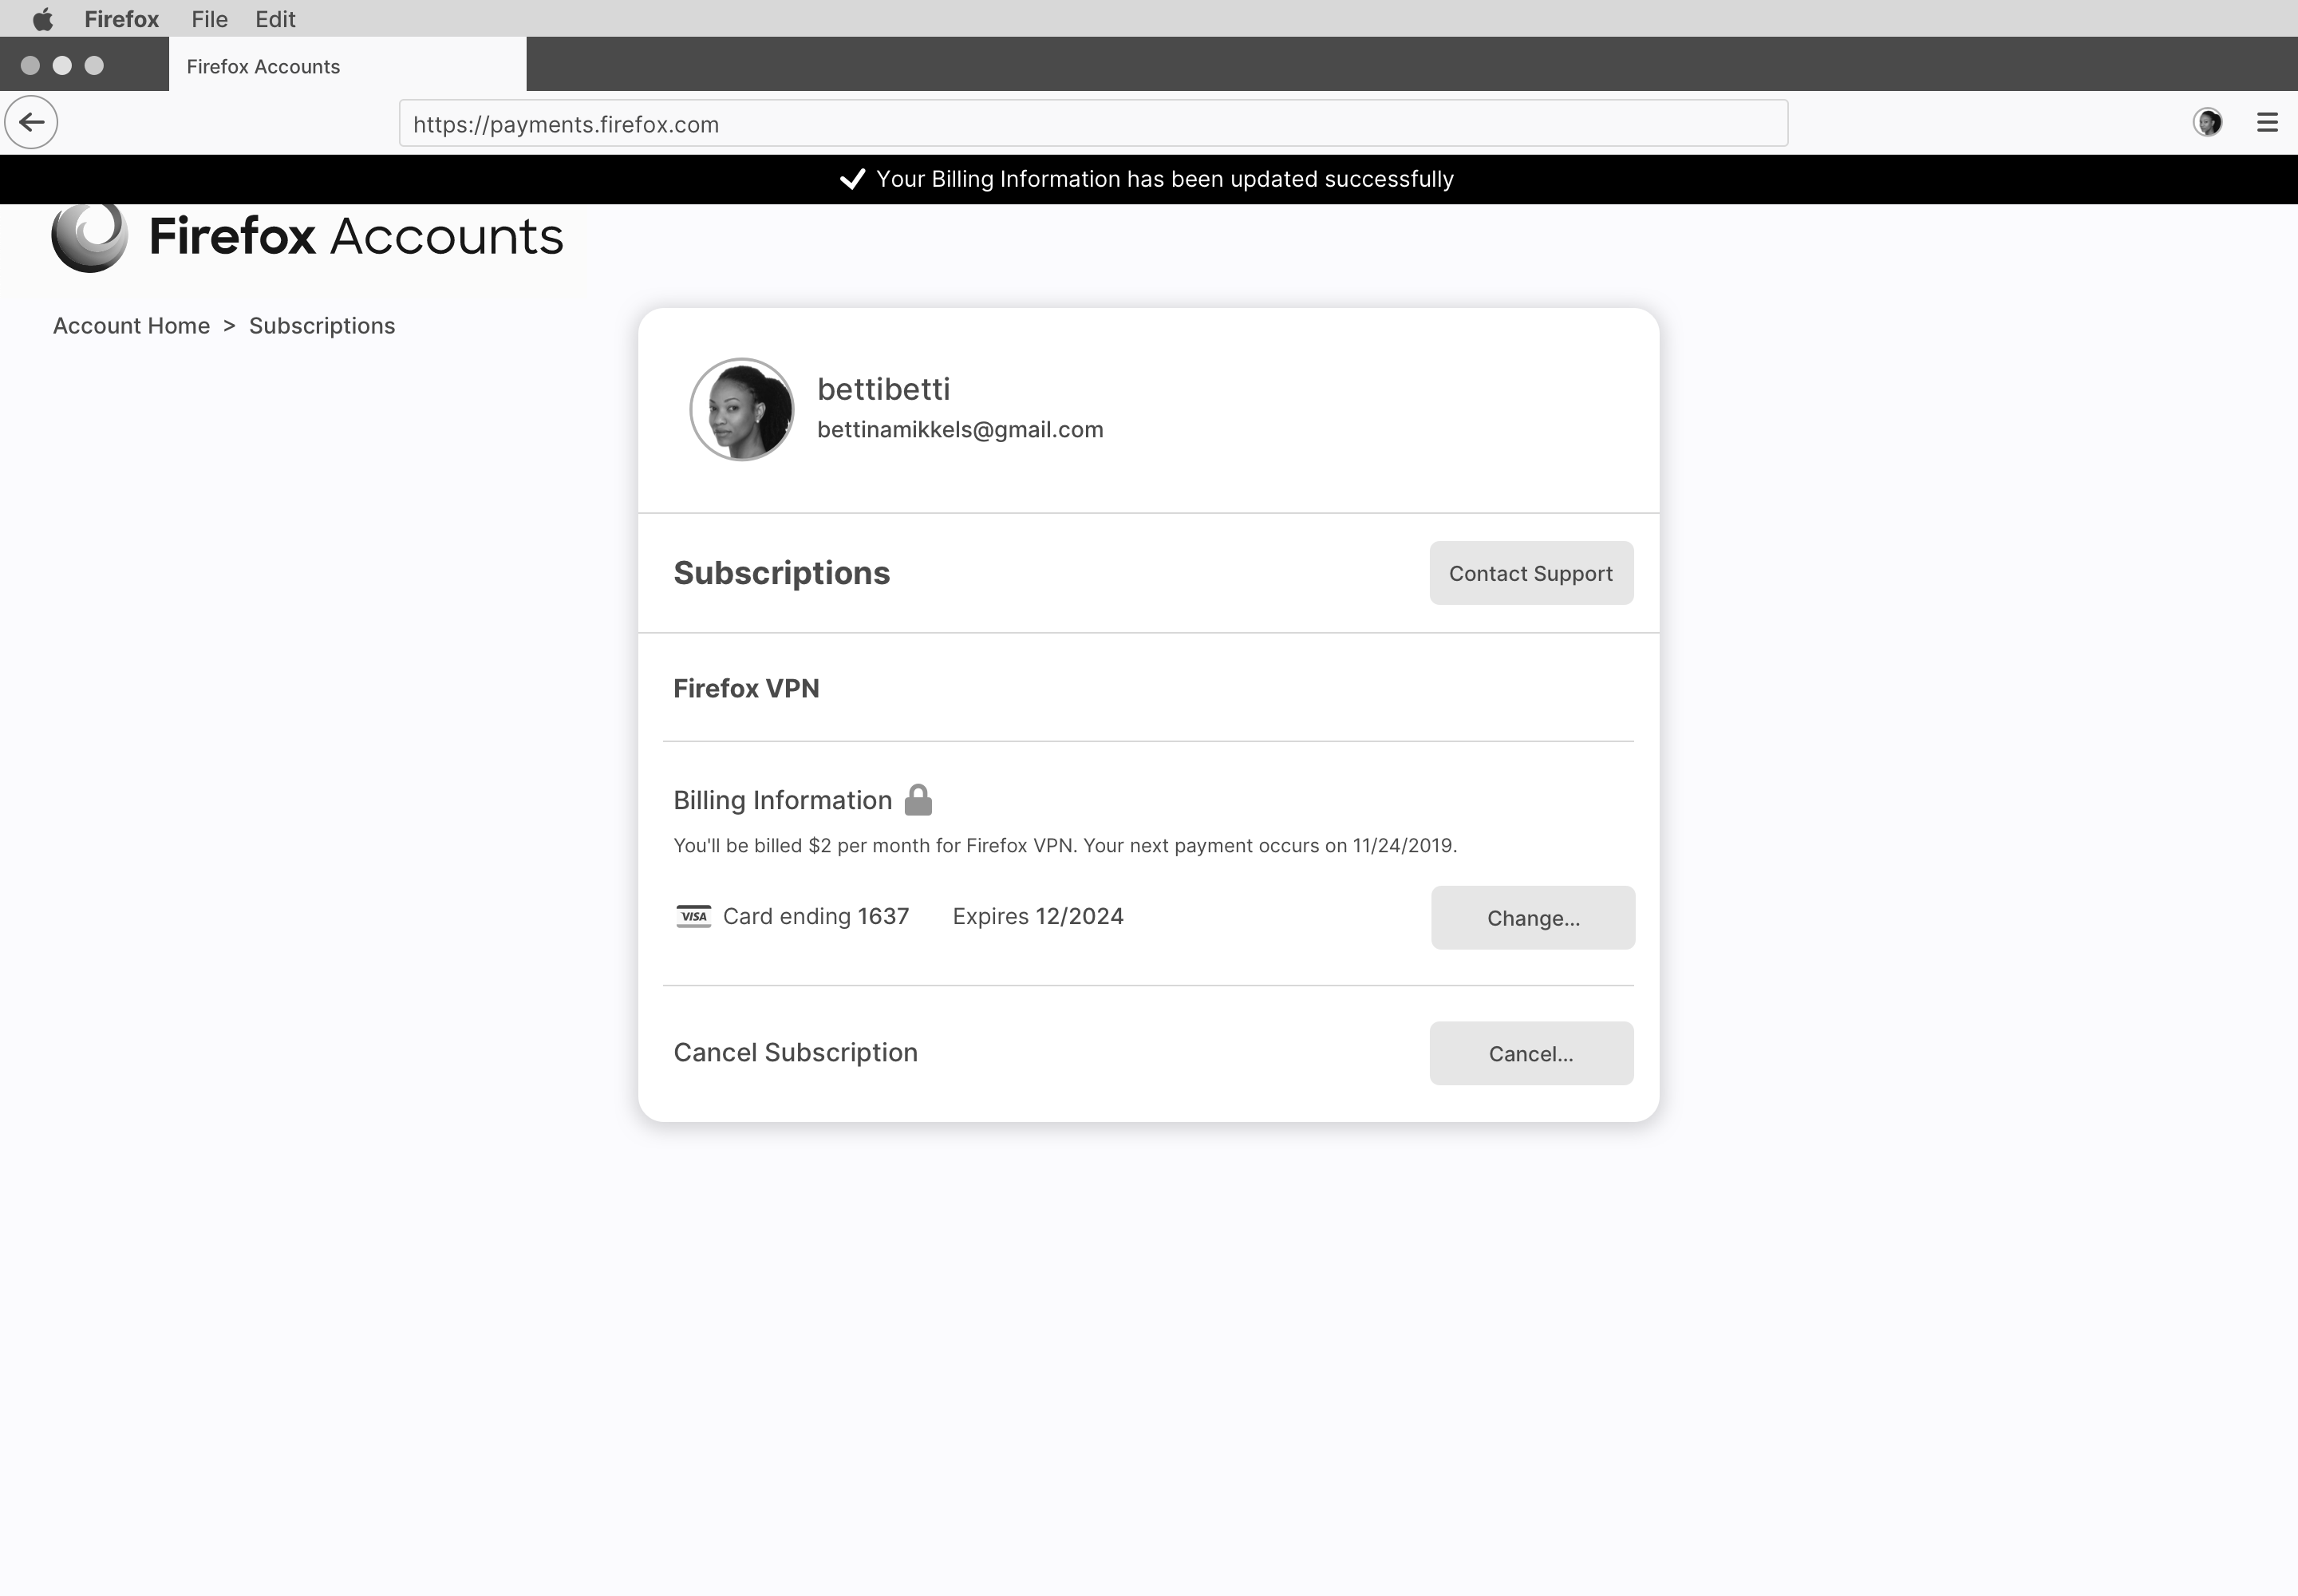 Firefox File Edit
Firefox Accounts
https://payments.firefox.com
Your Billing Information has been updated successfully
Firefox Accounts
Account Home > Subscriptions
bettibetti
bettinamikkels@gmail.com
Subscriptions
Contact Support
Firefox VPN
Billing Information
You'll be billed $2 per month for Firefox VPN. Your next payment occurs on 11/24/2019.
VISA Card ending 1637 Expires 12/2024
Change...
Cancel Subscription
Cancel...